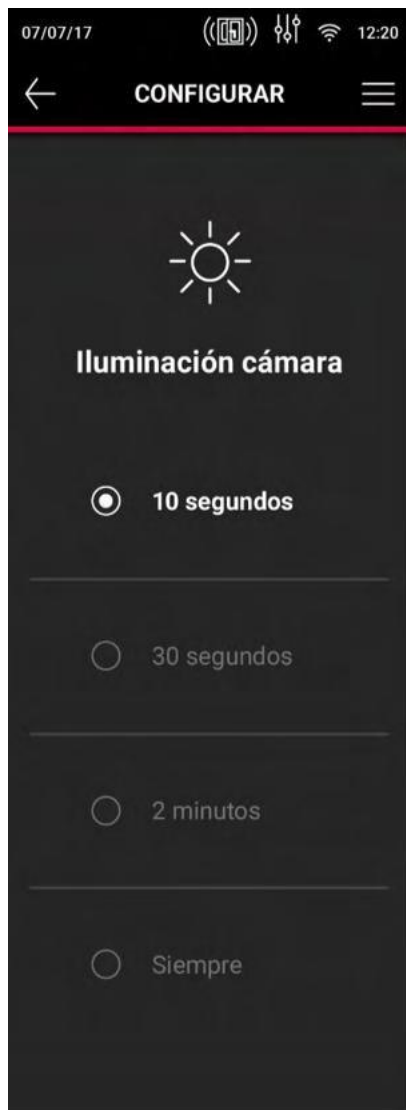 07/07/17 12:20
CONFIGURAR
Iluminación cámara
10 segundos
30 segundos
2 minutos
Siempre